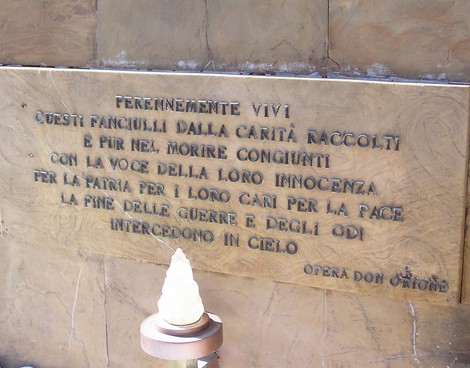 PERENNEMENTE VIVI
QUESTI FANCIULLI DALLA CARITÀ RACCOLTI
E PUR NEL MORIRE CONGIUNTI
CON LA VOCE DELLA LORO INNOCENZA
PER LA PATRIA PER I LORO CARI PER LA PACE
LA FINE DELLE GUERRE E DEGLI ODI
INTERCEDONO IN CIELO
OPERA DON ORIONE